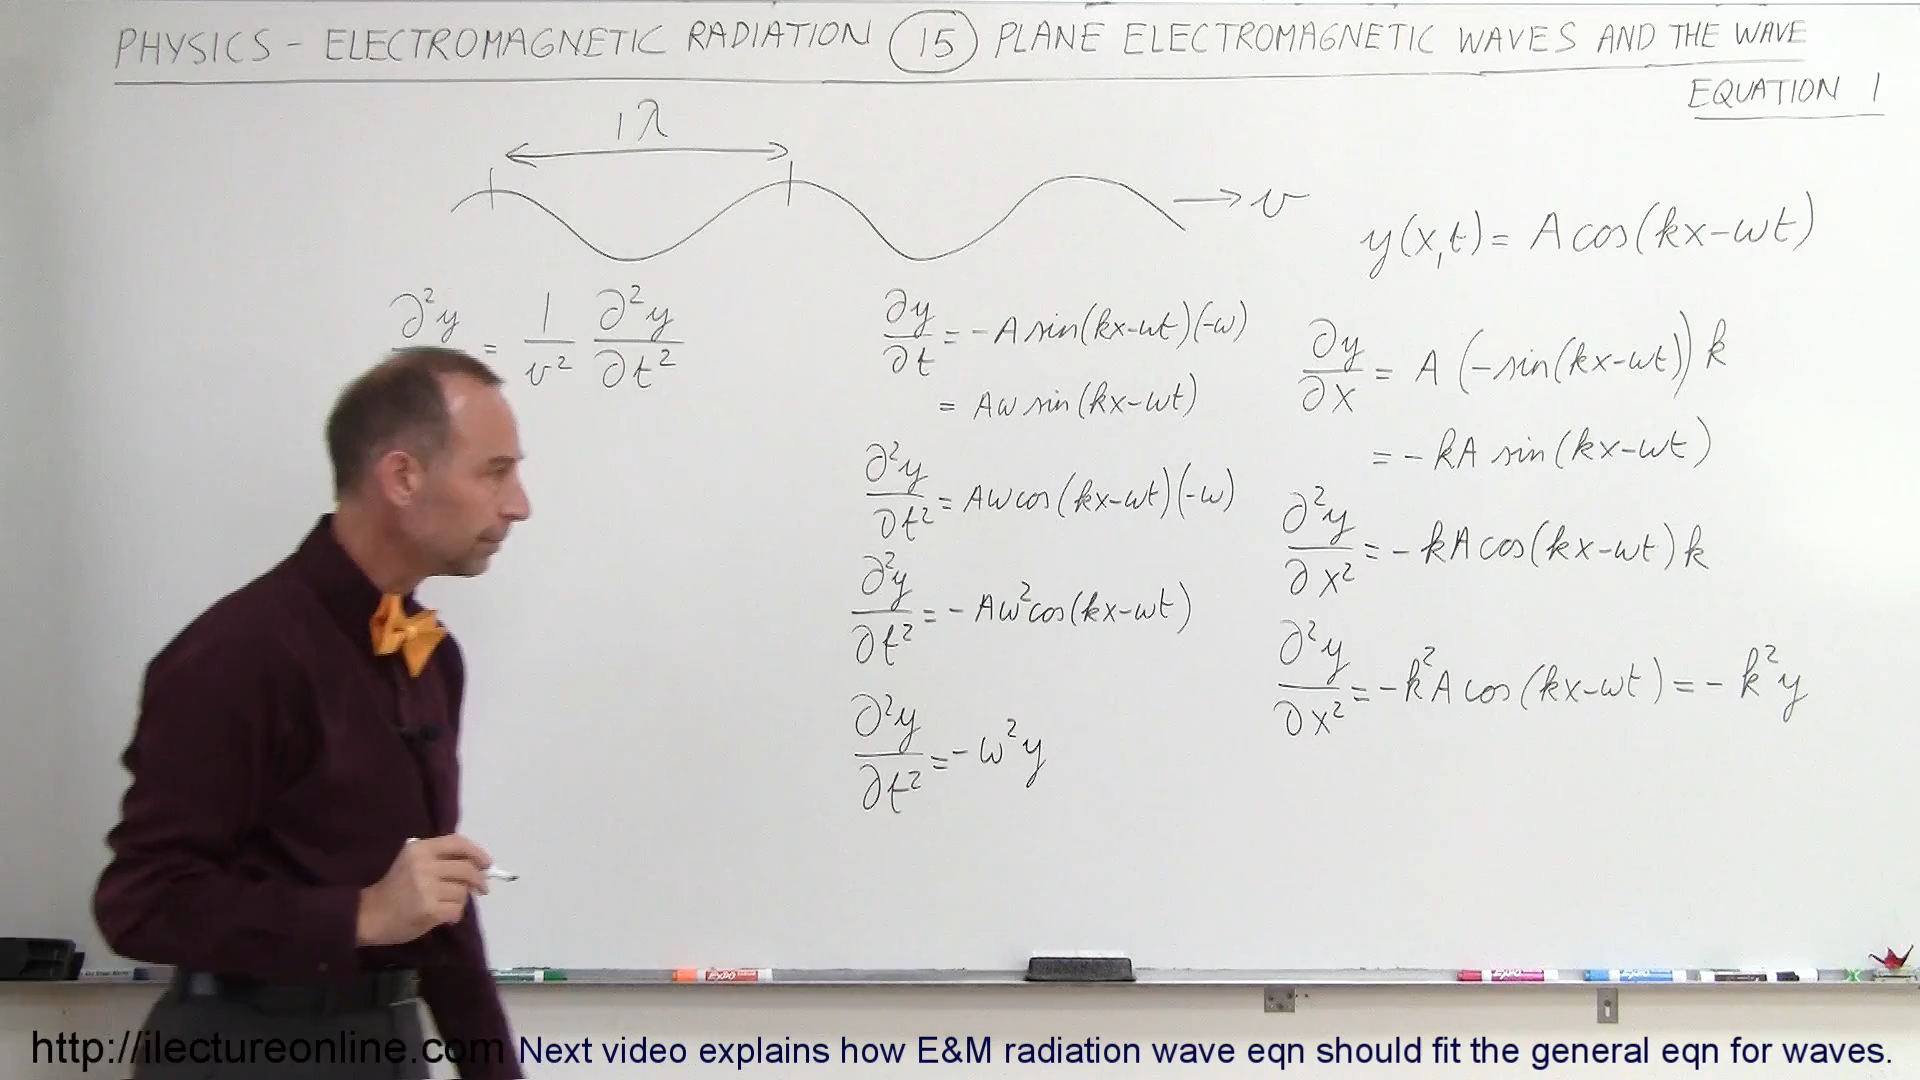 PHYSICS - ELECTROMAGNETIC RADIATION (15) PLANE ELECTROMAGNETIC WAVES AND THE WAVE
EQUATION 1
1λ
→ v
y(x,t) = A cos(kx-ωt)
∂²y = 1/v² ∂²y/∂t²
∂y/∂t = -A sin(kx-ωt)(-ω)
= Aω sin(kx-ωt)
∂²y/∂t² = Aω cos(kx-ωt)(-ω)
∂²y/∂t² = - Aω² cos(kx-ωt)
∂²y/∂t² = -ω²y
∂y/∂x = A (-sin(kx-ωt)) k
= -kA sin(kx-ωt)
∂²y/∂x² = - kA cos(kx-ωt) k
∂²y/∂x² = -k²A cos(kx-ωt) = - k²y
http://ilectureonline.com Next video explains how E&M radiation wave eqn should fit the general eqn for waves.